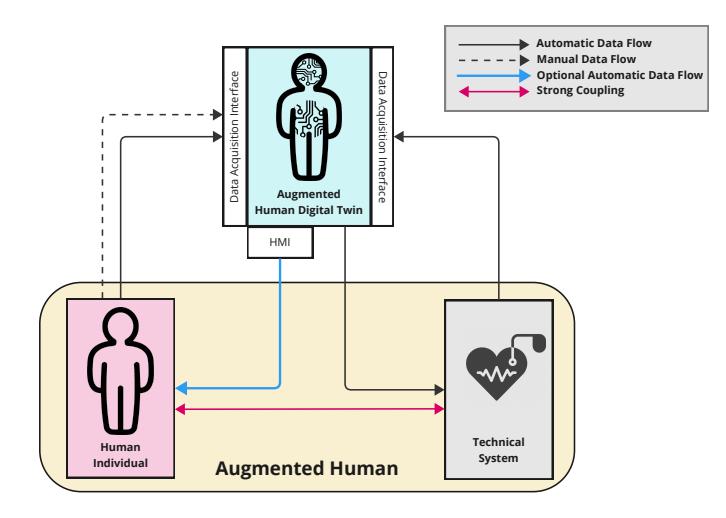 Automatic Data Flow
Manual Data Flow
Optional Automatic Data Flow
Strong Coupling
Data Acquisition Interface
Data Acquisition Interface
Augmented
Human Digital Twin
HMI
Human
Individual
Technical
System
Augmented Human